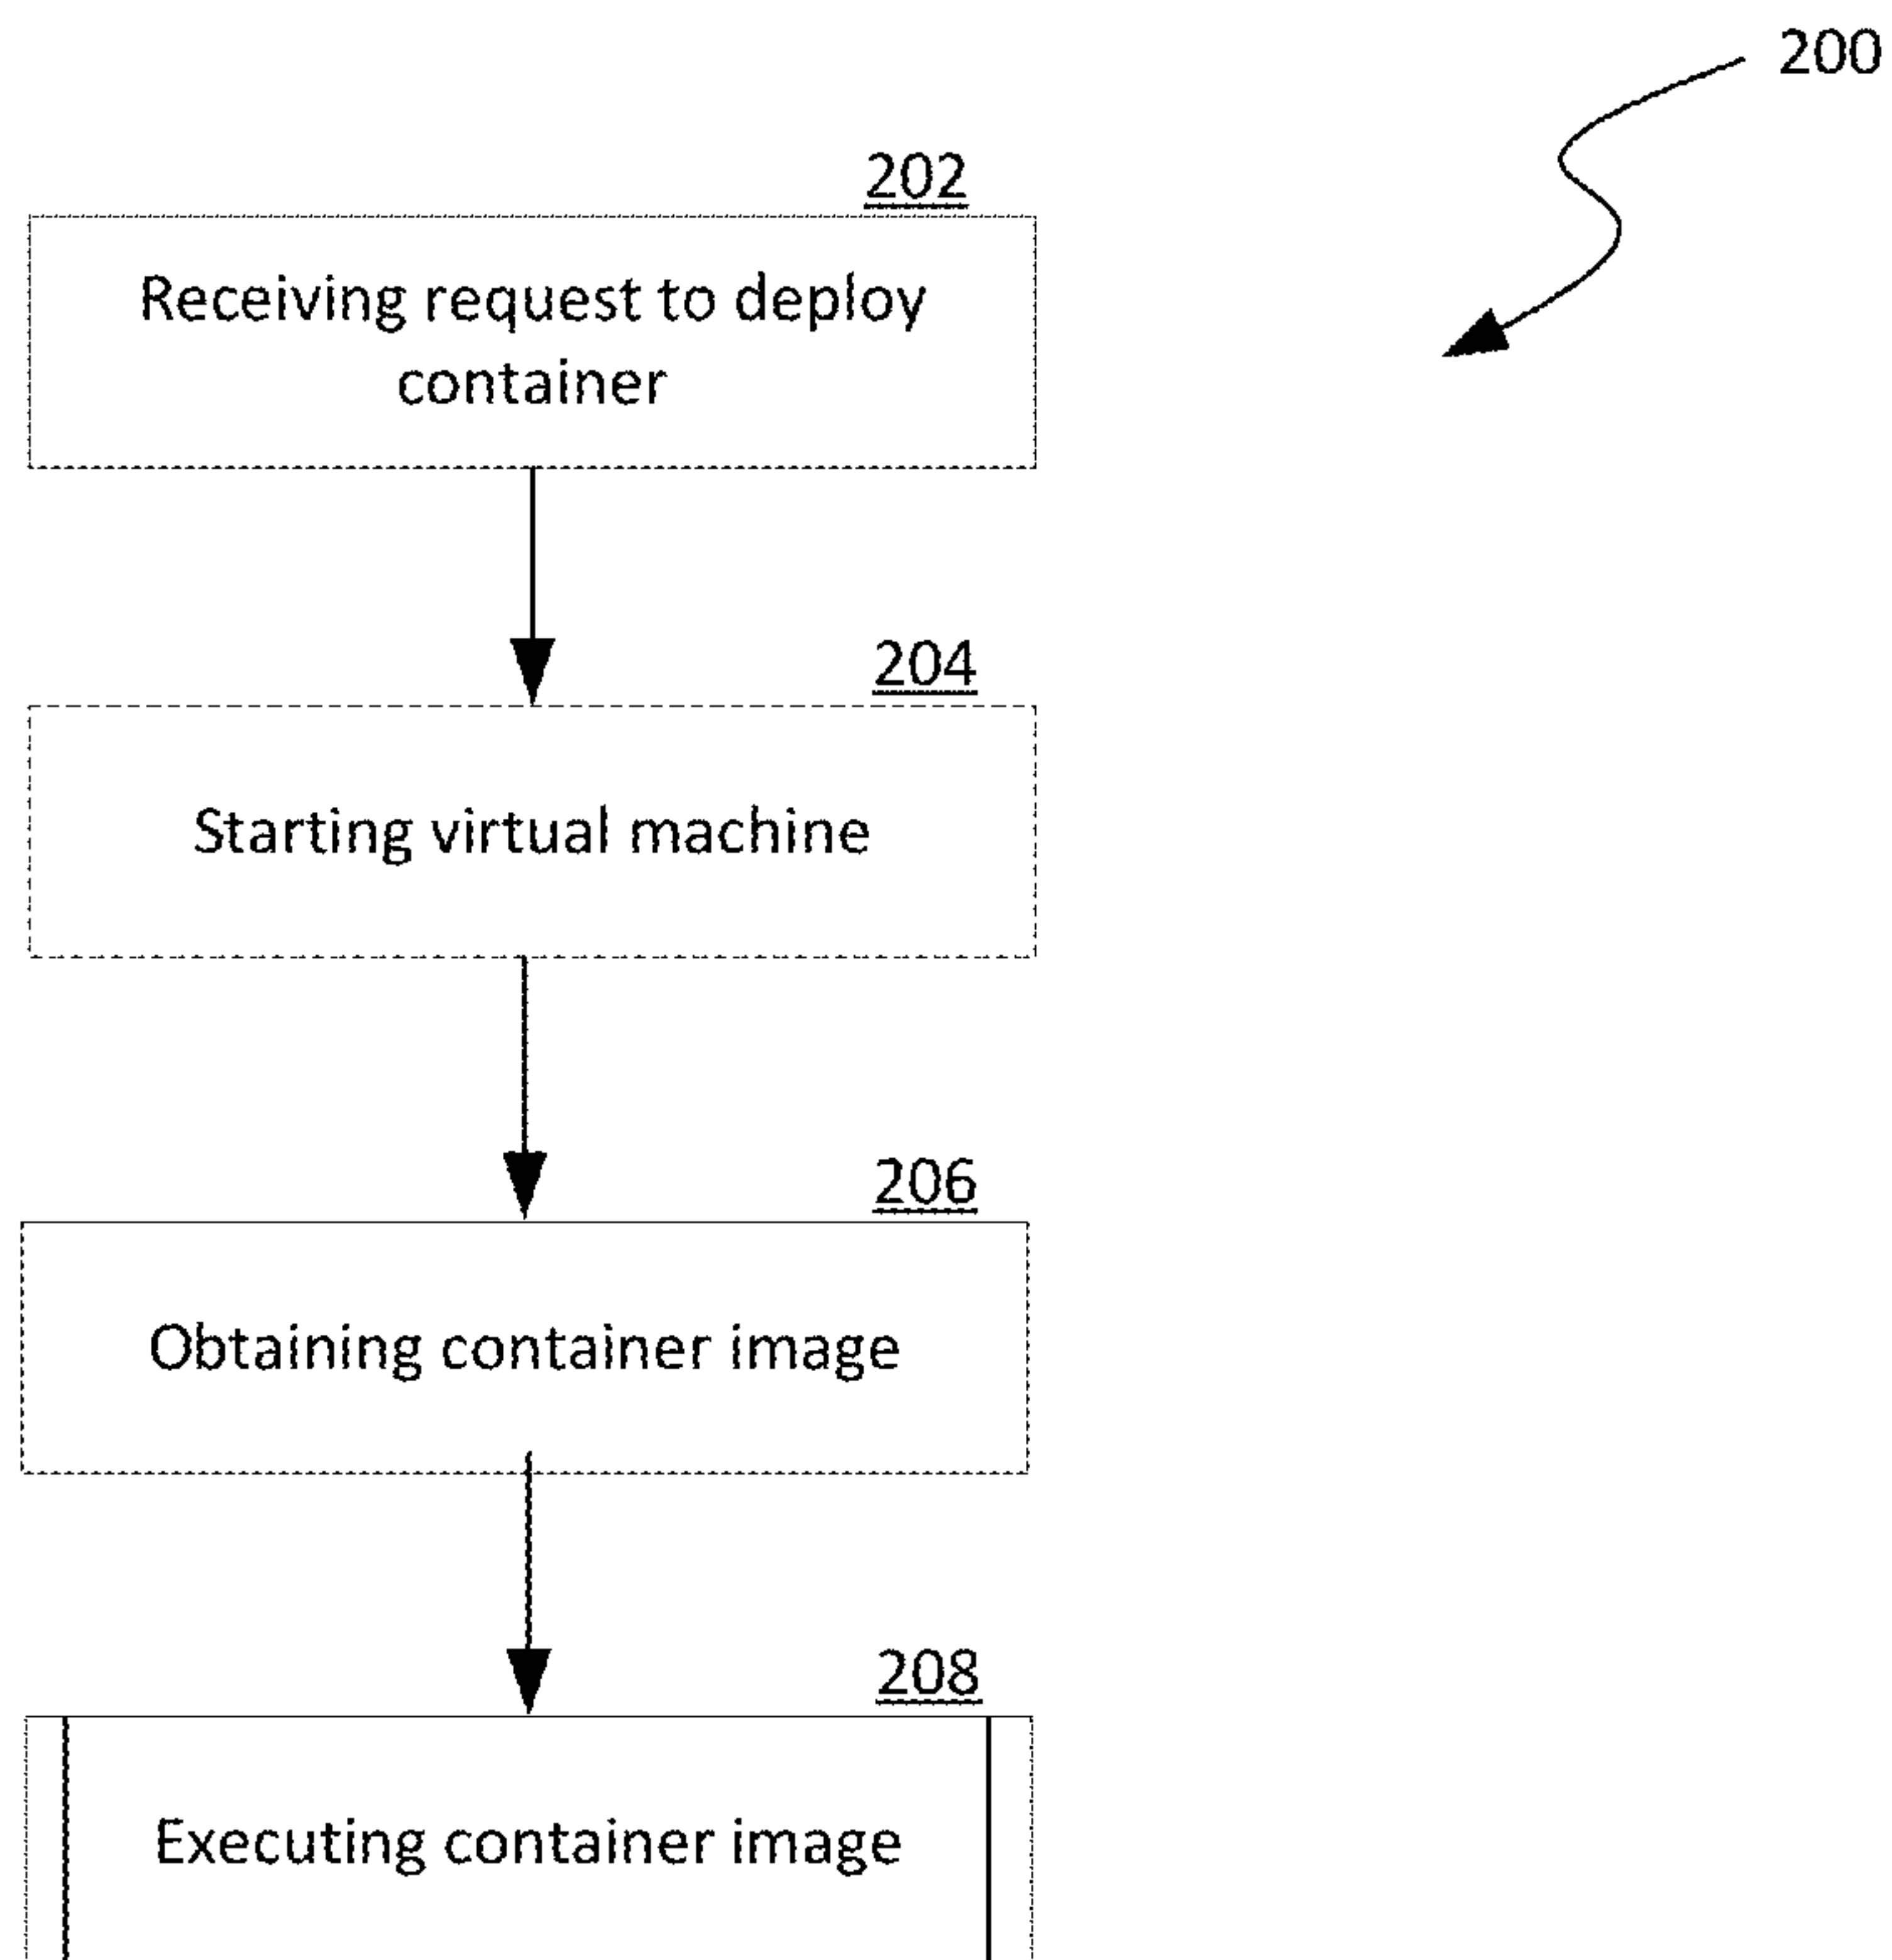 200
202
Receiving request to deploy
container
204
Starting virtual machine
206
Obtaining container image
208
Executing container image